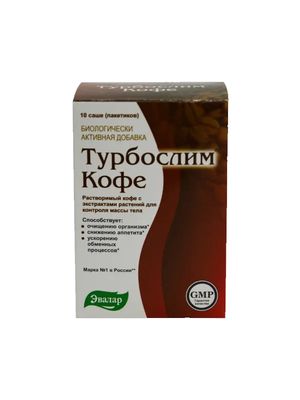 10 саше (пакетиков)
БИОЛОГИЧЕСКИ
АКТИВНАЯ ДОБАВКА
Турбослим
Кофе
Растворимый кофе с
экстрактами растений для
контроля массы тела
Способствует:
• очищению организма*
• снижению аппетита*
• ускорению
обменных
процессов*
Марка №1 в России**
Эвалар
GMP